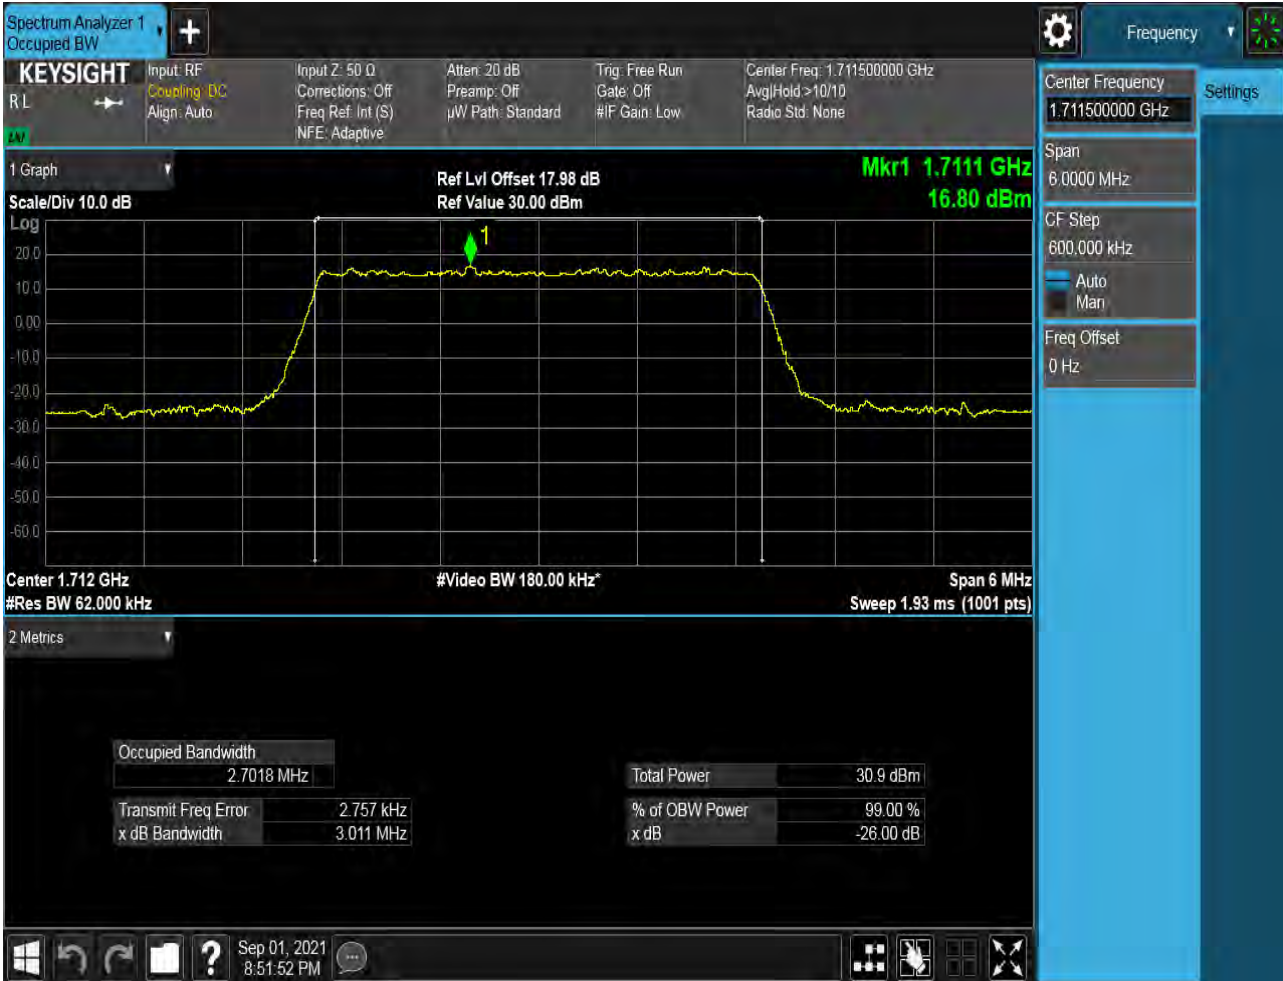 Spectrum Analyzer 1
Occupied BW
Frequency
KEYSIGHT
RL
Input: RF
Coupling: DC
Align: Auto
Input Z: 50 Ω
Corrections: Off
Freq Ref: Int (S)
NFE: Adaptive
Atten: 20 dB
Preamp: Off
µW Path: Standard
Trig: Free Run
Gate: Off
#IF Gain: Low
Center Freq: 1.711500000 GHz
Avg|Hold:>10/10
Radio Std: None
Center Frequency
1.711500000 GHz
Settings
Span
6.0000 MHz
CF Step
600.000 kHz
Auto
Man
Freq Offset
0 Hz
1 Graph
Scale/Div 10.0 dB
Log
Ref Lvl Offset 17.98 dB
Ref Value 30.00 dBm
Mkr1 1.7111 GHz
16.80 dBm
1
20.0
10.0
0.00
-10.0
-20.0
-30.0
-40.0
-50.0
-60.0
Center 1.712 GHz
#Video BW 180.00 kHz*
Span 6 MHz
#Res BW 62.000 kHz
Sweep 1.93 ms (1001 pts)
2 Metrics
Occupied Bandwidth
2.7018 MHz
Total Power 30.9 dBm
Transmit Freq Error 2.757 kHz
% of OBW Power 99.00 %
x dB Bandwidth 3.011 MHz
x dB -26.00 dB
?
Sep 01, 2021
8:51:52 PM